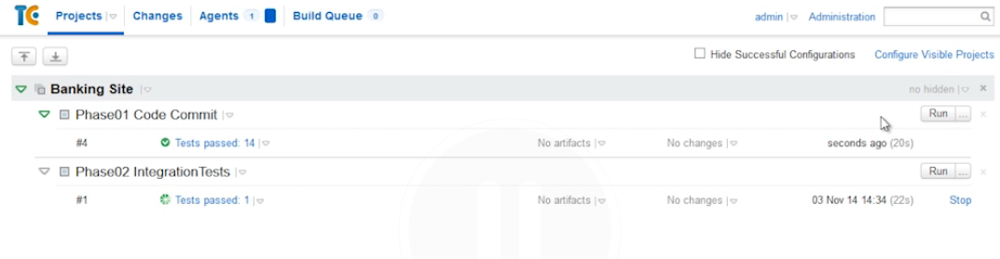 TC Projects Changes Agents 1 Build Queue 0 admin Administration
Hide Successful Configurations Configure Visible Projects
Banking Site no hidden
Phase01 Code Commit Run ...
#4 Tests passed: 14 No artifacts No changes seconds ago (20s)
Phase02 IntegrationTests Run ...
#1 Tests passed: 1 No artifacts No changes 03 Nov 14 14:34 (22s) Stop